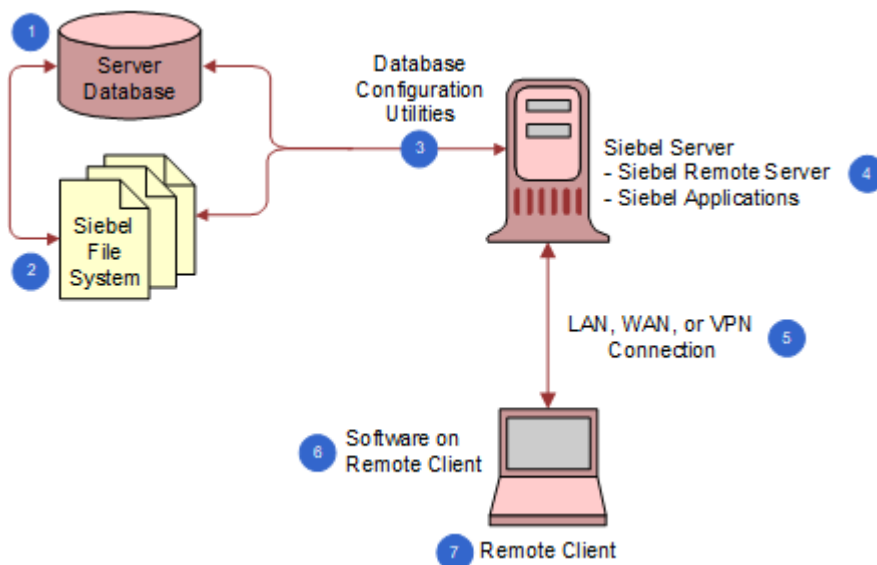 1
Server
Database
2
Siebel
File
System
Database
Configuration
Utilities
3
Siebel Server
- Siebel Remote Server
- Siebel Applications
4
LAN, WAN, or VPN
Connection
5
6
Software on
Remote Client
7
Remote Client